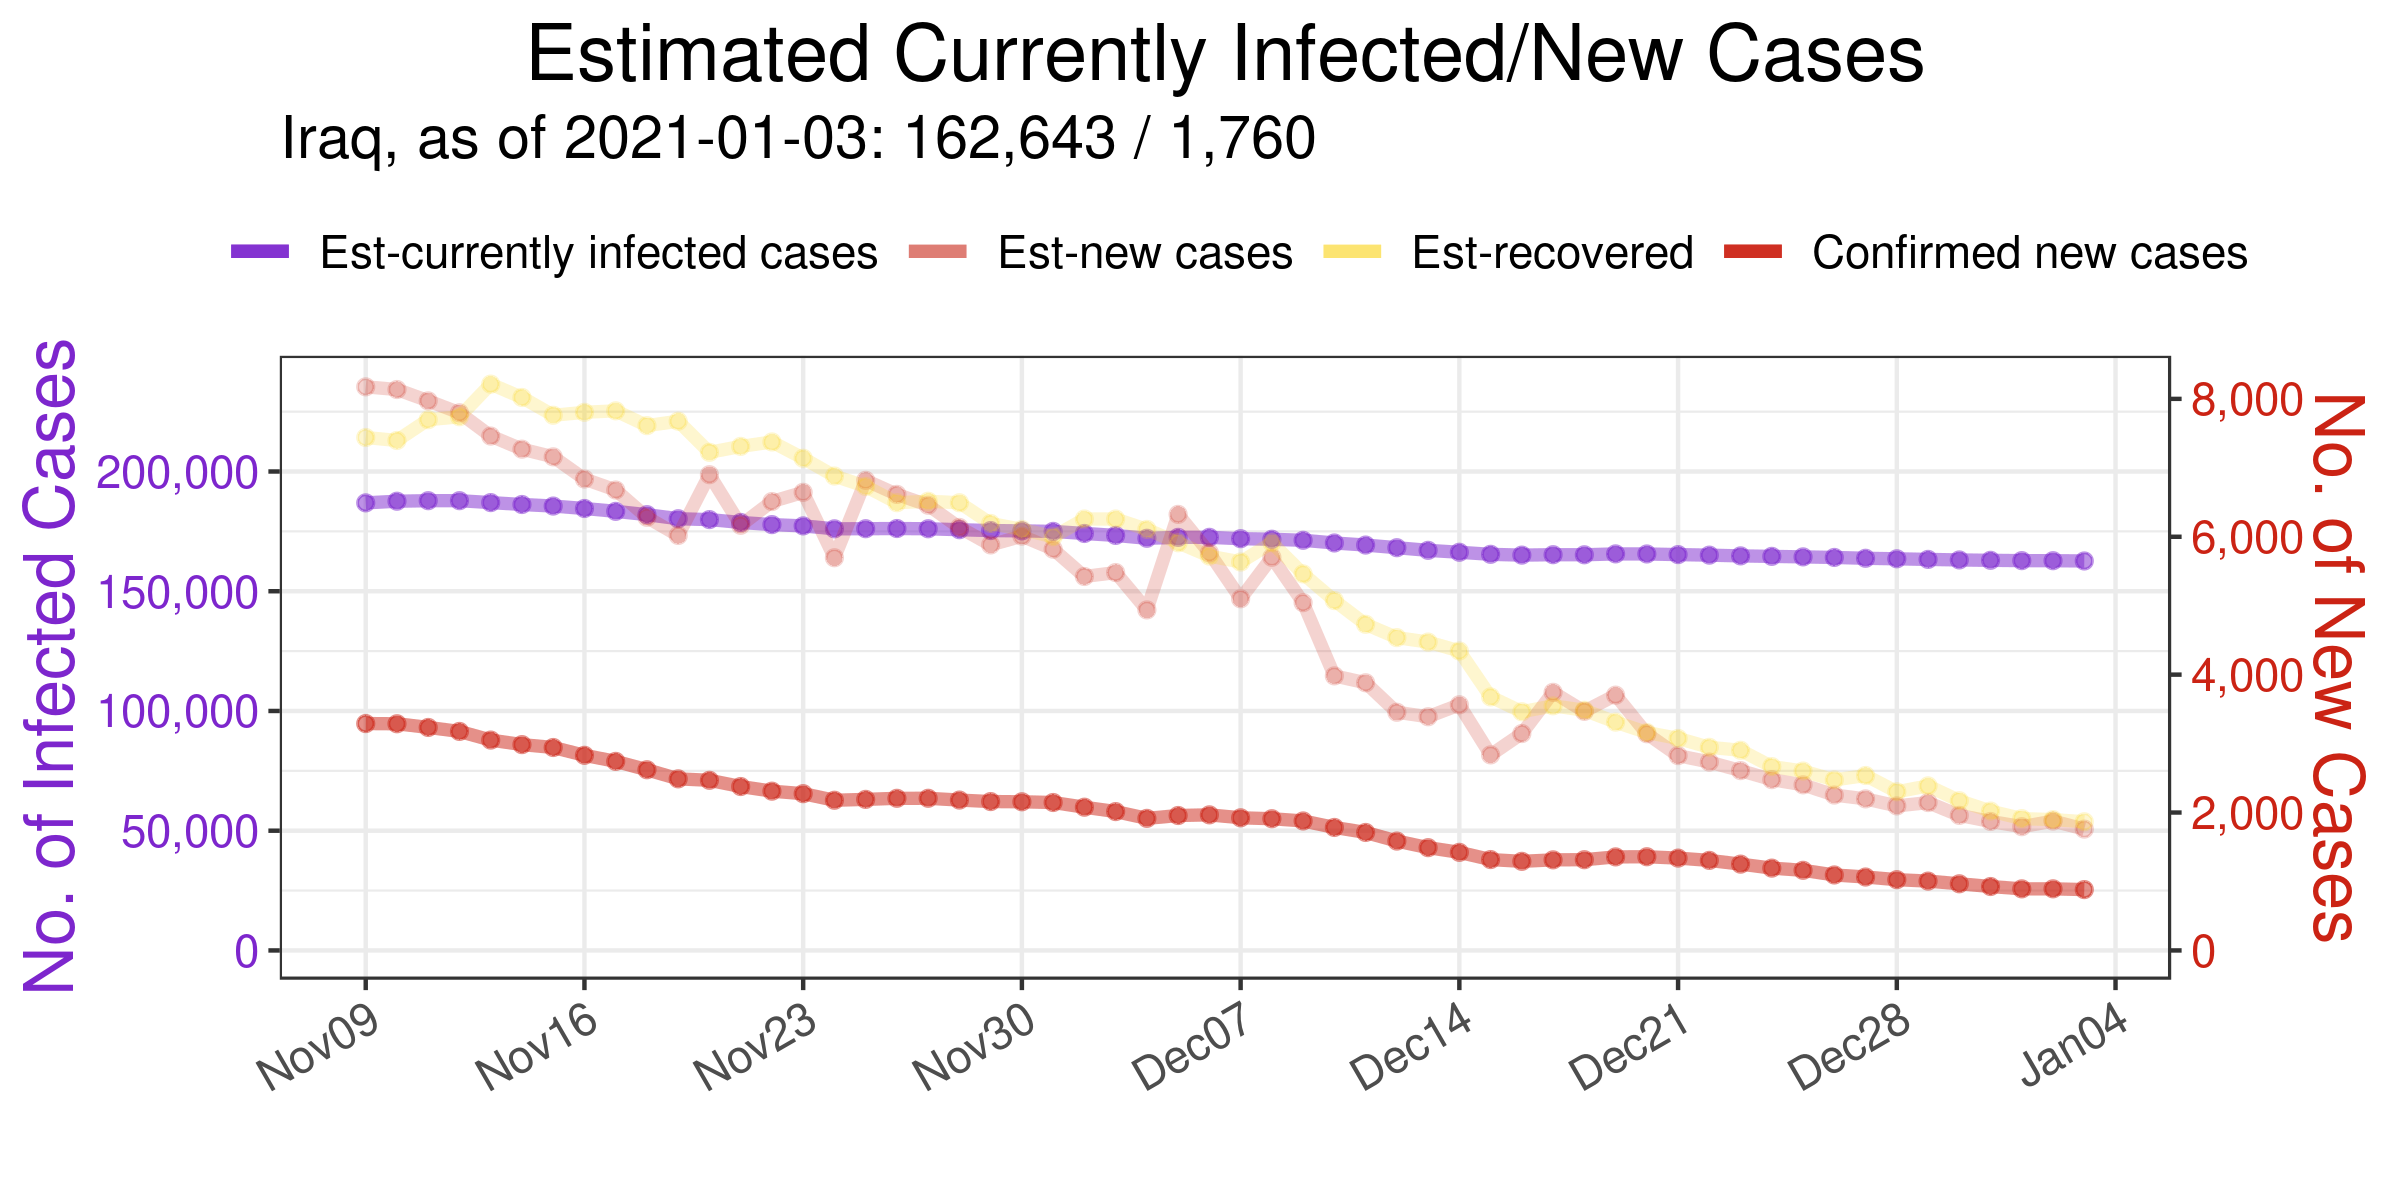 Estimated Currently Infected/New Cases
Iraq, as of 2021-01-03: 162,643 / 1,760
Est-currently infected cases
Est-new cases
Est-recovered
Confirmed new cases
No. of Infected Cases
200,000
150,000
100,000
50,000
0
8,000
6,000
4,000
2,000
0
No. of New Cases
Nov09
Nov16
Nov23
Nov30
Dec07
Dec14
Dec21
Dec28
Jan04